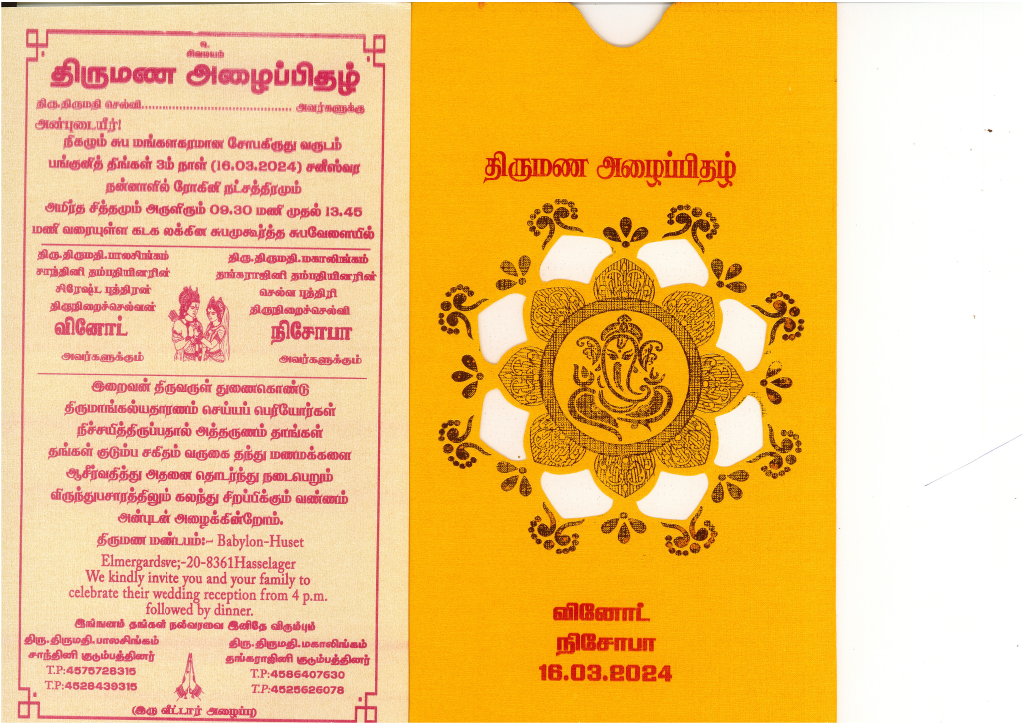 உ
சிவமயம்
திருமண அழைப்பிதழ்
திரு.திருமதி செல்வி........................................ அவர்களுக்கு
அன்புடையீர்!
நிகழும் சுப மங்களகரமான சோபகிருது வருடம்
பங்குனித் திங்கள் 3ம் நாள் (16.03.2024) சனிஸ்வர
நன்னாளில் ரோகினி நட்சத்திரமும்
அமிர்த சித்தமும் அருளிரும் 09.30 மணி முதல் 13.45
மணி வரையுள்ள கடக லக்கின சுபமுகூர்த்த சுபவேளையில்
திரு.திருமதி.பாலசிங்கம்
சாந்தினி தம்பதியினரின்
சிரேஷ்ட புத்திரன்
திருநிறைச்செல்வன்
வினோட்
அவர்களுக்கும்
திரு.திருமதி.மகாலிங்கம்
தங்கராஜினி தம்பதியினரின்
செல்வ புத்திரி
திருநிறைச்செல்வி
நிசோபா
அவர்களுக்கும்
இறைவன் திருவருள் துணைகொண்டு
திருமாங்கல்யதாரணம் செய்யப் பெரியோர்கள்
நிச்சயித்திருப்பதால் அத்தருணம் தாங்கள்
தங்கள் குடும்ப சகிதம் வருகை தந்து மணமக்களை
ஆசீர்வதித்து அதனை தொடர்ந்து நடைபெறும்
விருந்துபசாரத்திலும் கலந்து சிறப்பிக்கும் வண்ணம்
அன்புடன் அழைக்கின்றோம்.
திருமண மண்டபம்:– Babylon-Huset
Elmergardsve;-20-8361Hasselager
We kindly invite you and your family to
celebrate their wedding reception from 4 p.m.
followed by dinner.
இங்ஙனம் தங்கள் நல்வரவை இனிதே விரும்பும்
திரு.திருமதி.பாலசிங்கம்
சாந்தினி குடும்பத்தினர்
T.P:4575728315
T.P:4528439315
திரு.திருமதி.மகாலிங்கம்
தங்கராஜினி குடும்பத்தினர்
T.P:4586407630
T.P:4525626078
(இரு வீட்டார் அழைப்பு)
திருமண அழைப்பிதழ்
வினோட்
நிசோபா
16.03.2024